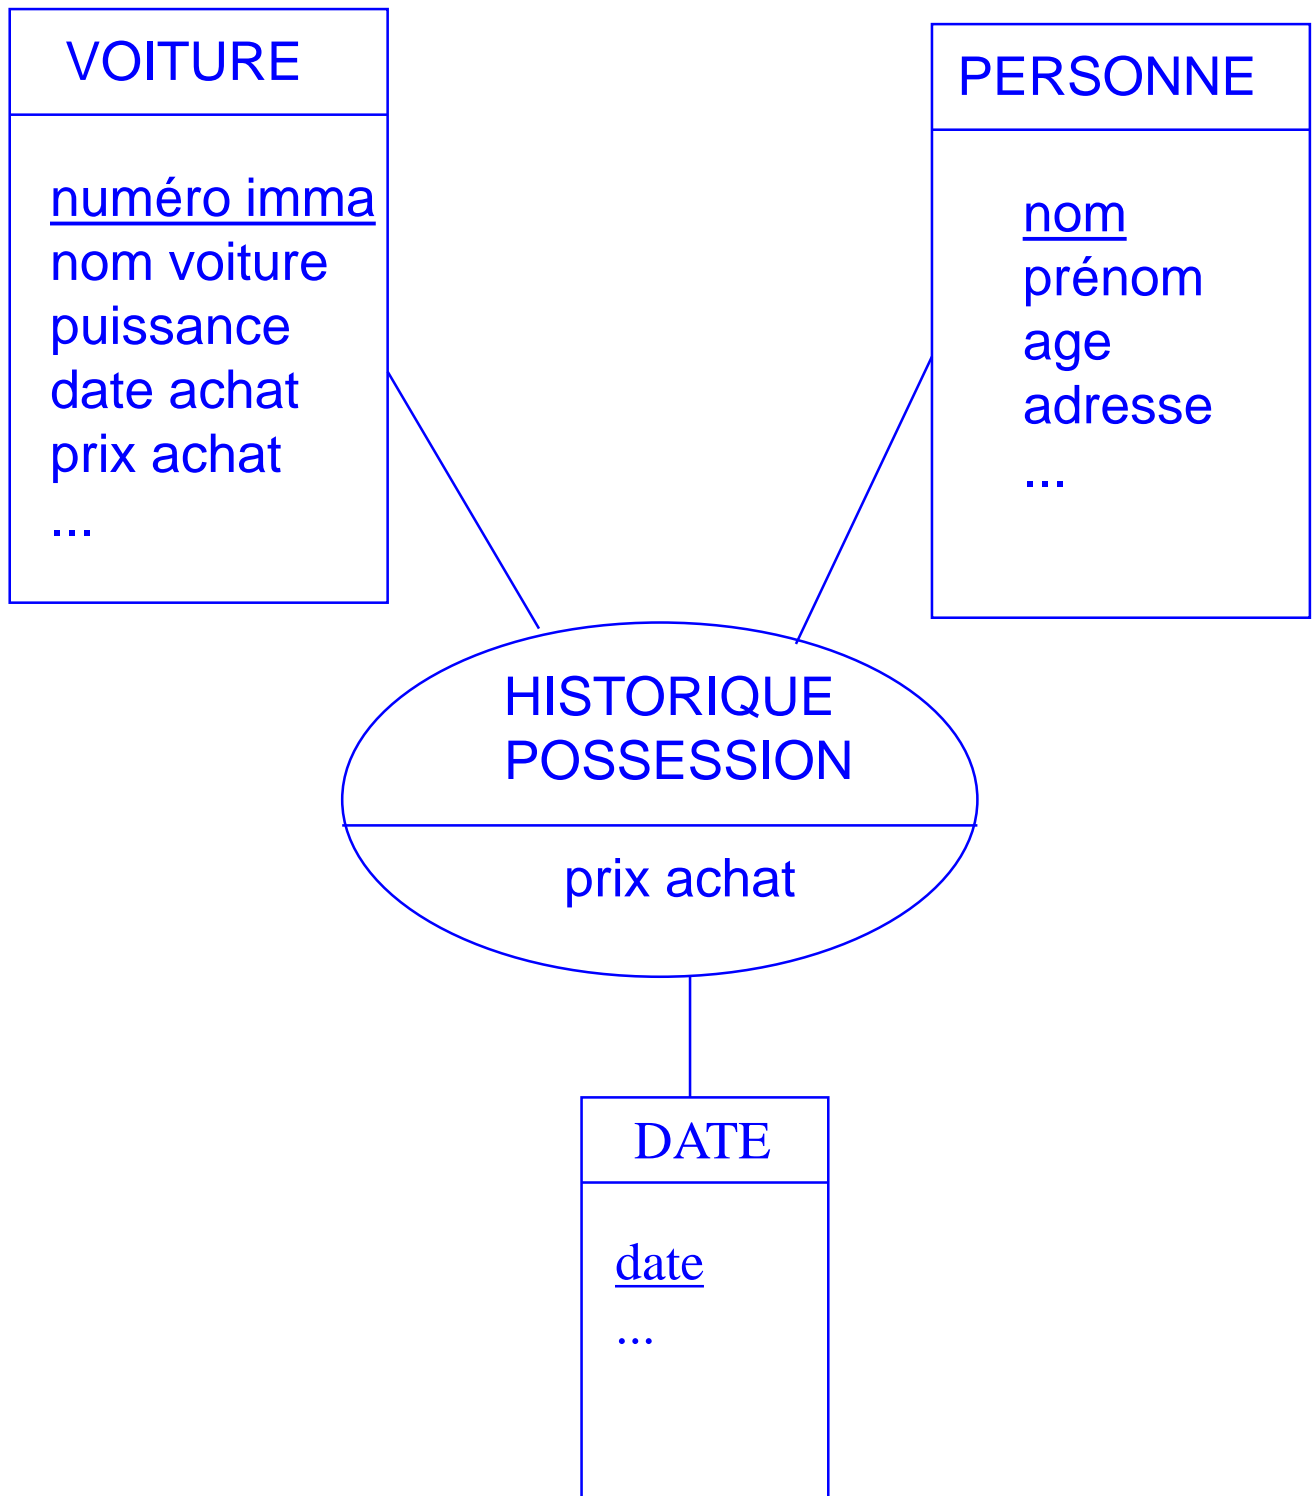 VOITURE
numéro imma
nom voiture
puissance
date achat
prix achat
...
PERSONNE
nom
prénom
age
adresse
...
HISTORIQUE
POSSESSION
prix achat
DATE
date
...